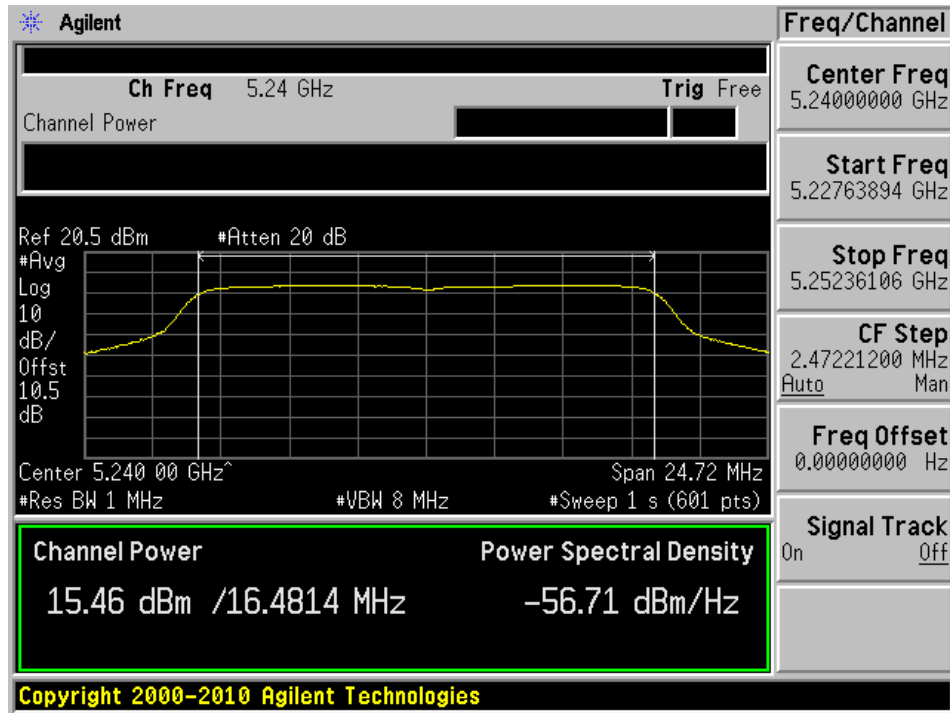 Agilent
Freq/Channel
Ch Freq 5.24 GHz
Trig Free
Channel Power
Ref 20.5 dBm #Atten 20 dB
#Avg
Log
10
dB/
Offst
10.5
dB
Center 5.240 00 GHz^ Span 24.72 MHz
#Res BW 1 MHz #VBW 8 MHz #Sweep 1 s (601 pts)
Channel Power Power Spectral Density
15.46 dBm /16.4814 MHz -56.71 dBm/Hz
Center Freq
5.24000000 GHz
Start Freq
5.22763894 GHz
Stop Freq
5.25236106 GHz
CF Step
2.47221200 MHz
Auto Man
Freq Offset
0.00000000 Hz
Signal Track
On Off
Copyright 2000-2010 Agilent Technologies